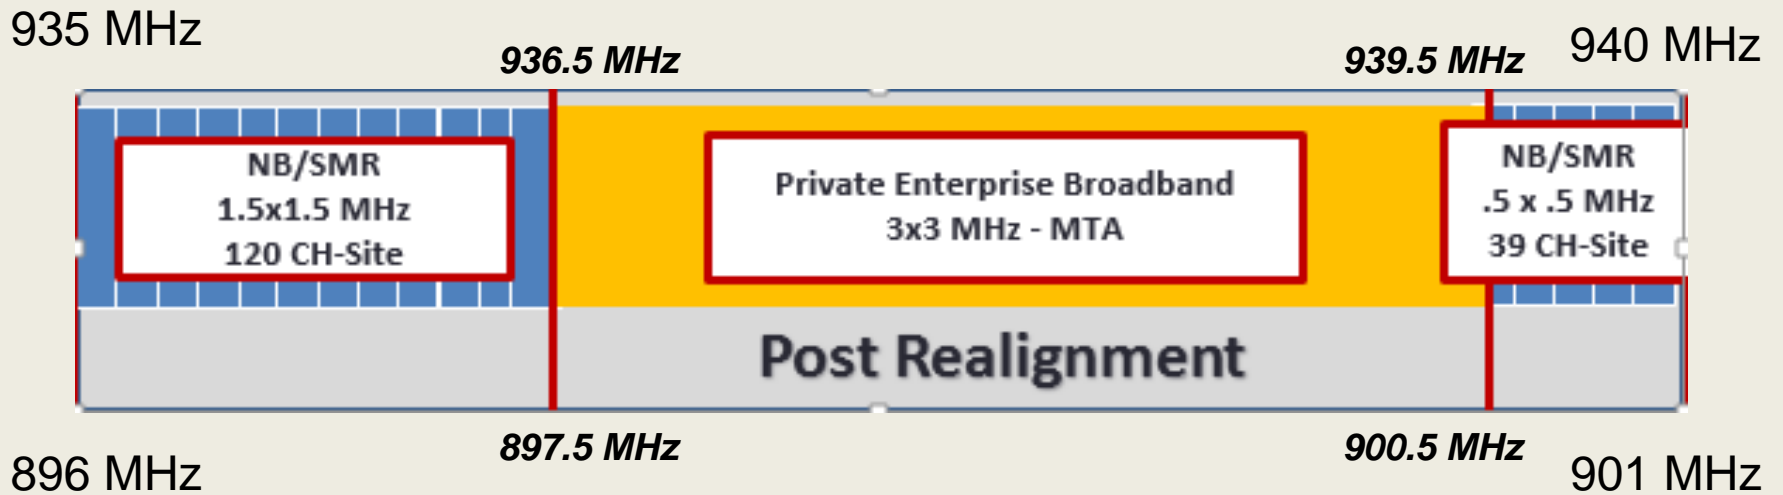 935 MHz
936.5 MHz
939.5 MHz
940 MHz
NB/SMR
1.5x1.5 MHz
120 CH-Site
Private Enterprise Broadband
3x3 MHz - MTA
NB/SMR
.5 x .5 MHz
39 CH-Site
Post Realignment
896 MHz
897.5 MHz
900.5 MHz
901 MHz